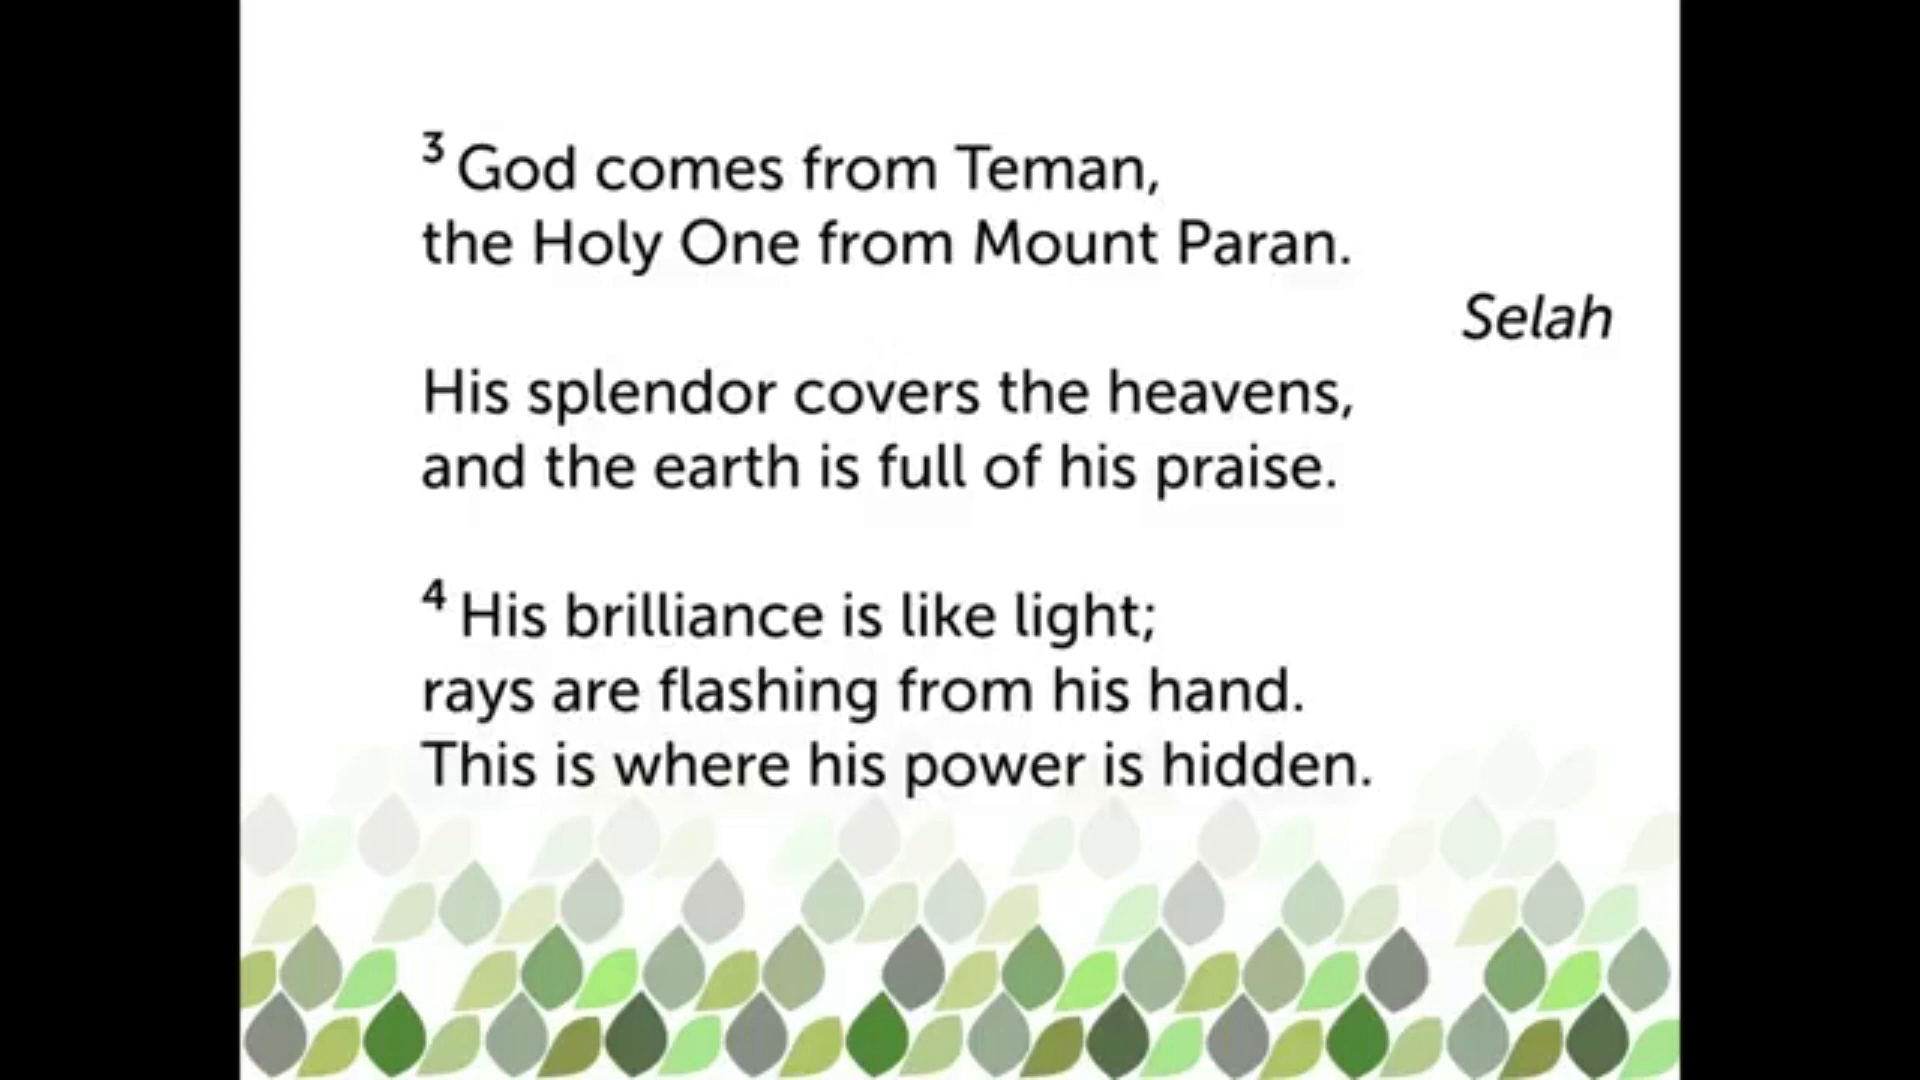 3 God comes from Teman,
the Holy One from Mount Paran.
Selah
His splendor covers the heavens,
and the earth is full of his praise.
4 His brilliance is like light;
rays are flashing from his hand.
This is where his power is hidden.